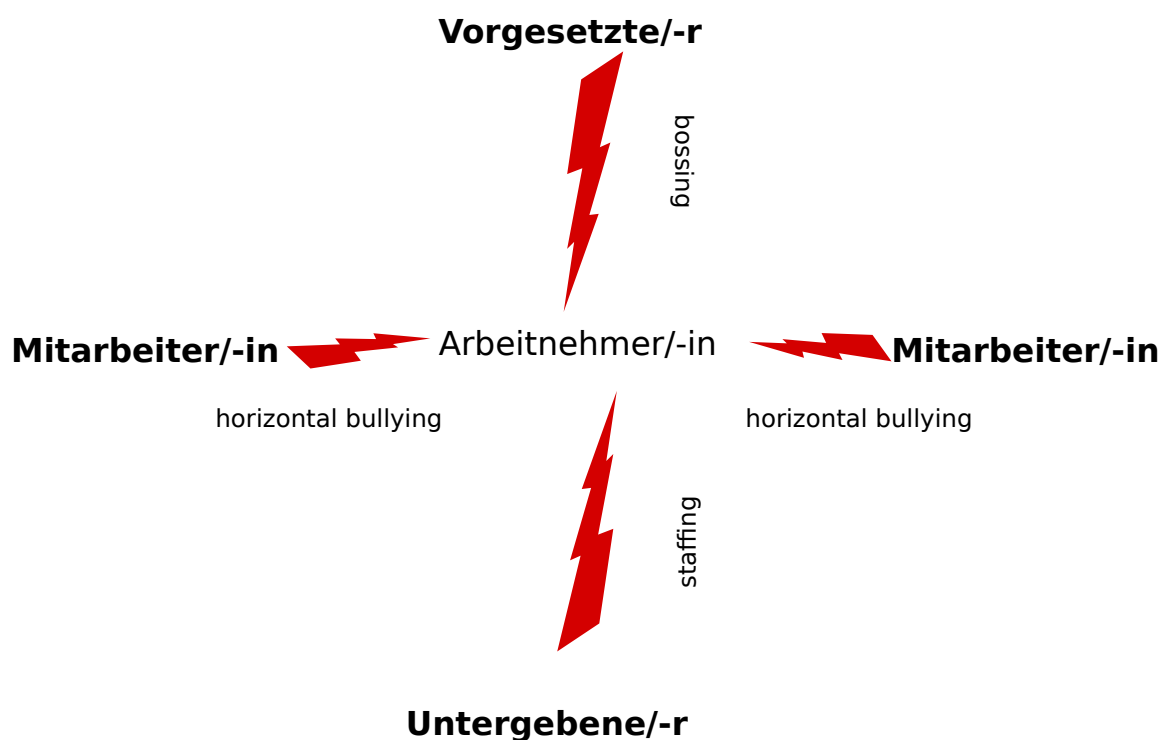 Vorgesetzte/-r
bossing
Mitarbeiter/-in
Arbeitnehmer/-in
Mitarbeiter/-in
horizontal bullying
horizontal bullying
staffing
Untergebene/-r